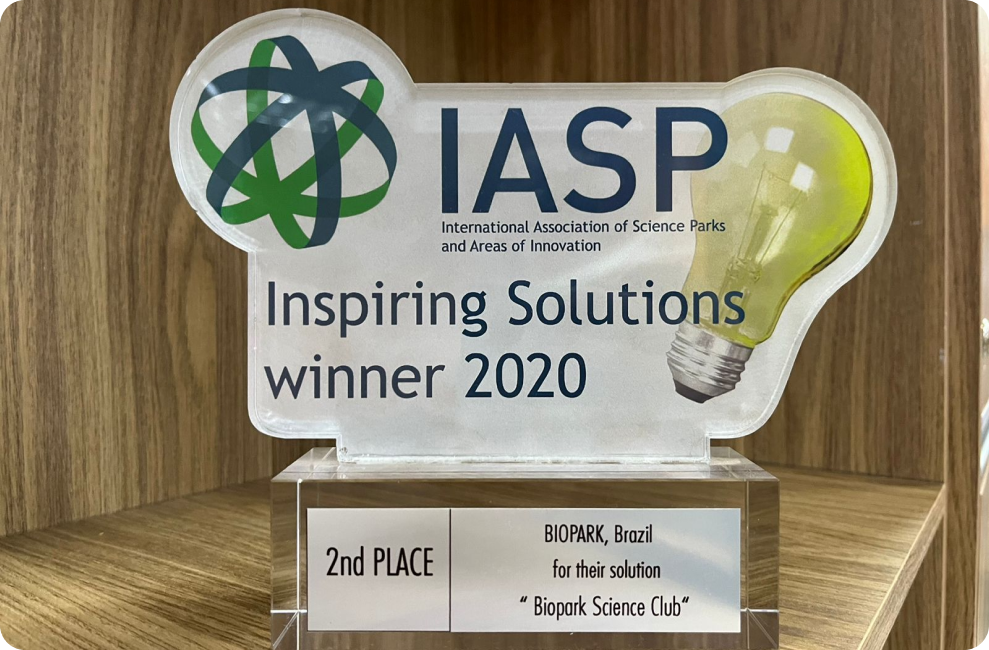 IASP
International Association of Science Parks
and Areas of Innovation
Inspiring Solutions
winner 2020
2nd PLACE
BIOPARK, Brazil
for their solution
“ Biopark Science Club“